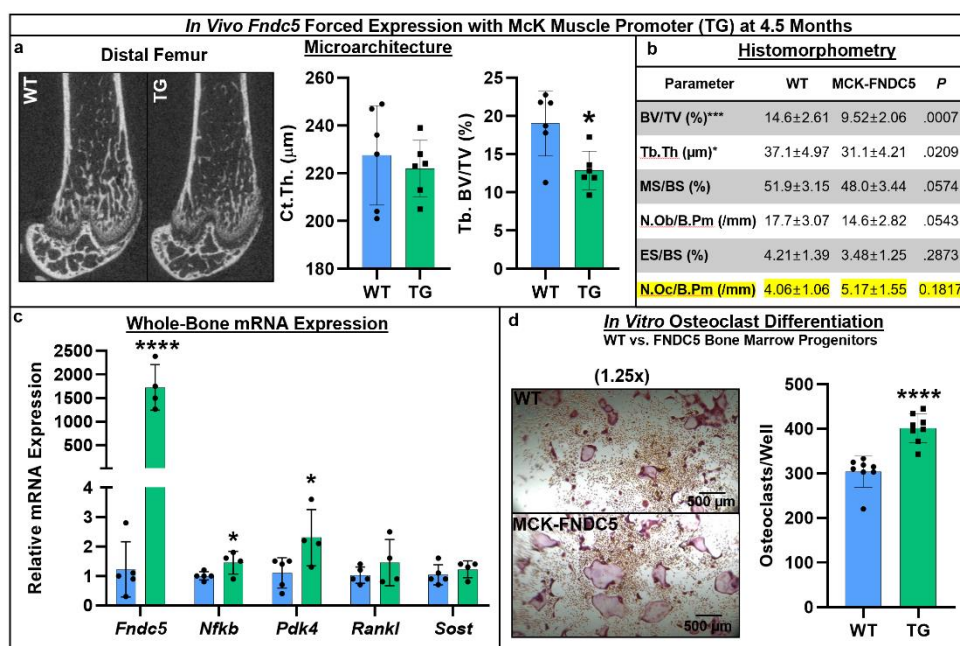 In Vivo Fndc5 Forced Expression with McK Muscle Promoter (TG) at 4.5 Months
a
Microarchitecture
Distal Femur
WT
TG
Ct.Th. (μm)
260
240
220
200
180
WT
TG
Tb. BV/TV (%)
25
20
15
10
5
0
*
WT
TG
b
Histomorphometry
Parameter WT MCK-FNDC5 P
BV/TV (%)*** 14.6±2.61 9.52±2.06 .0007
Tb.Th (μm)* 37.1±4.97 31.1±4.21 .0209
MS/BS (%) 51.9±3.15 48.0±3.44 .0574
N.Ob/B.Pm (/mm) 17.7±3.07 14.6±2.82 .0543
ES/BS (%) 4.21±1.39 3.48±1.25 .2873
N.Oc/B.Pm (/mm) 4.06±1.06 5.17±1.55 0.1817
c
Whole-Bone mRNA Expression
Relative mRNA Expression
2500
2000
1500
1000
500
4
3
2
1
0
****
*
*
Fndc5 Nfkb Pdk4 Rankl Sost
d
In Vitro Osteoclast Differentiation
WT vs. FNDC5 Bone Marrow Progenitors
(1.25x)
WT
500 μm
MCK-FNDC5
500 μm
Osteoclasts/Well
500
400
300
200
100
0
****
WT
TG